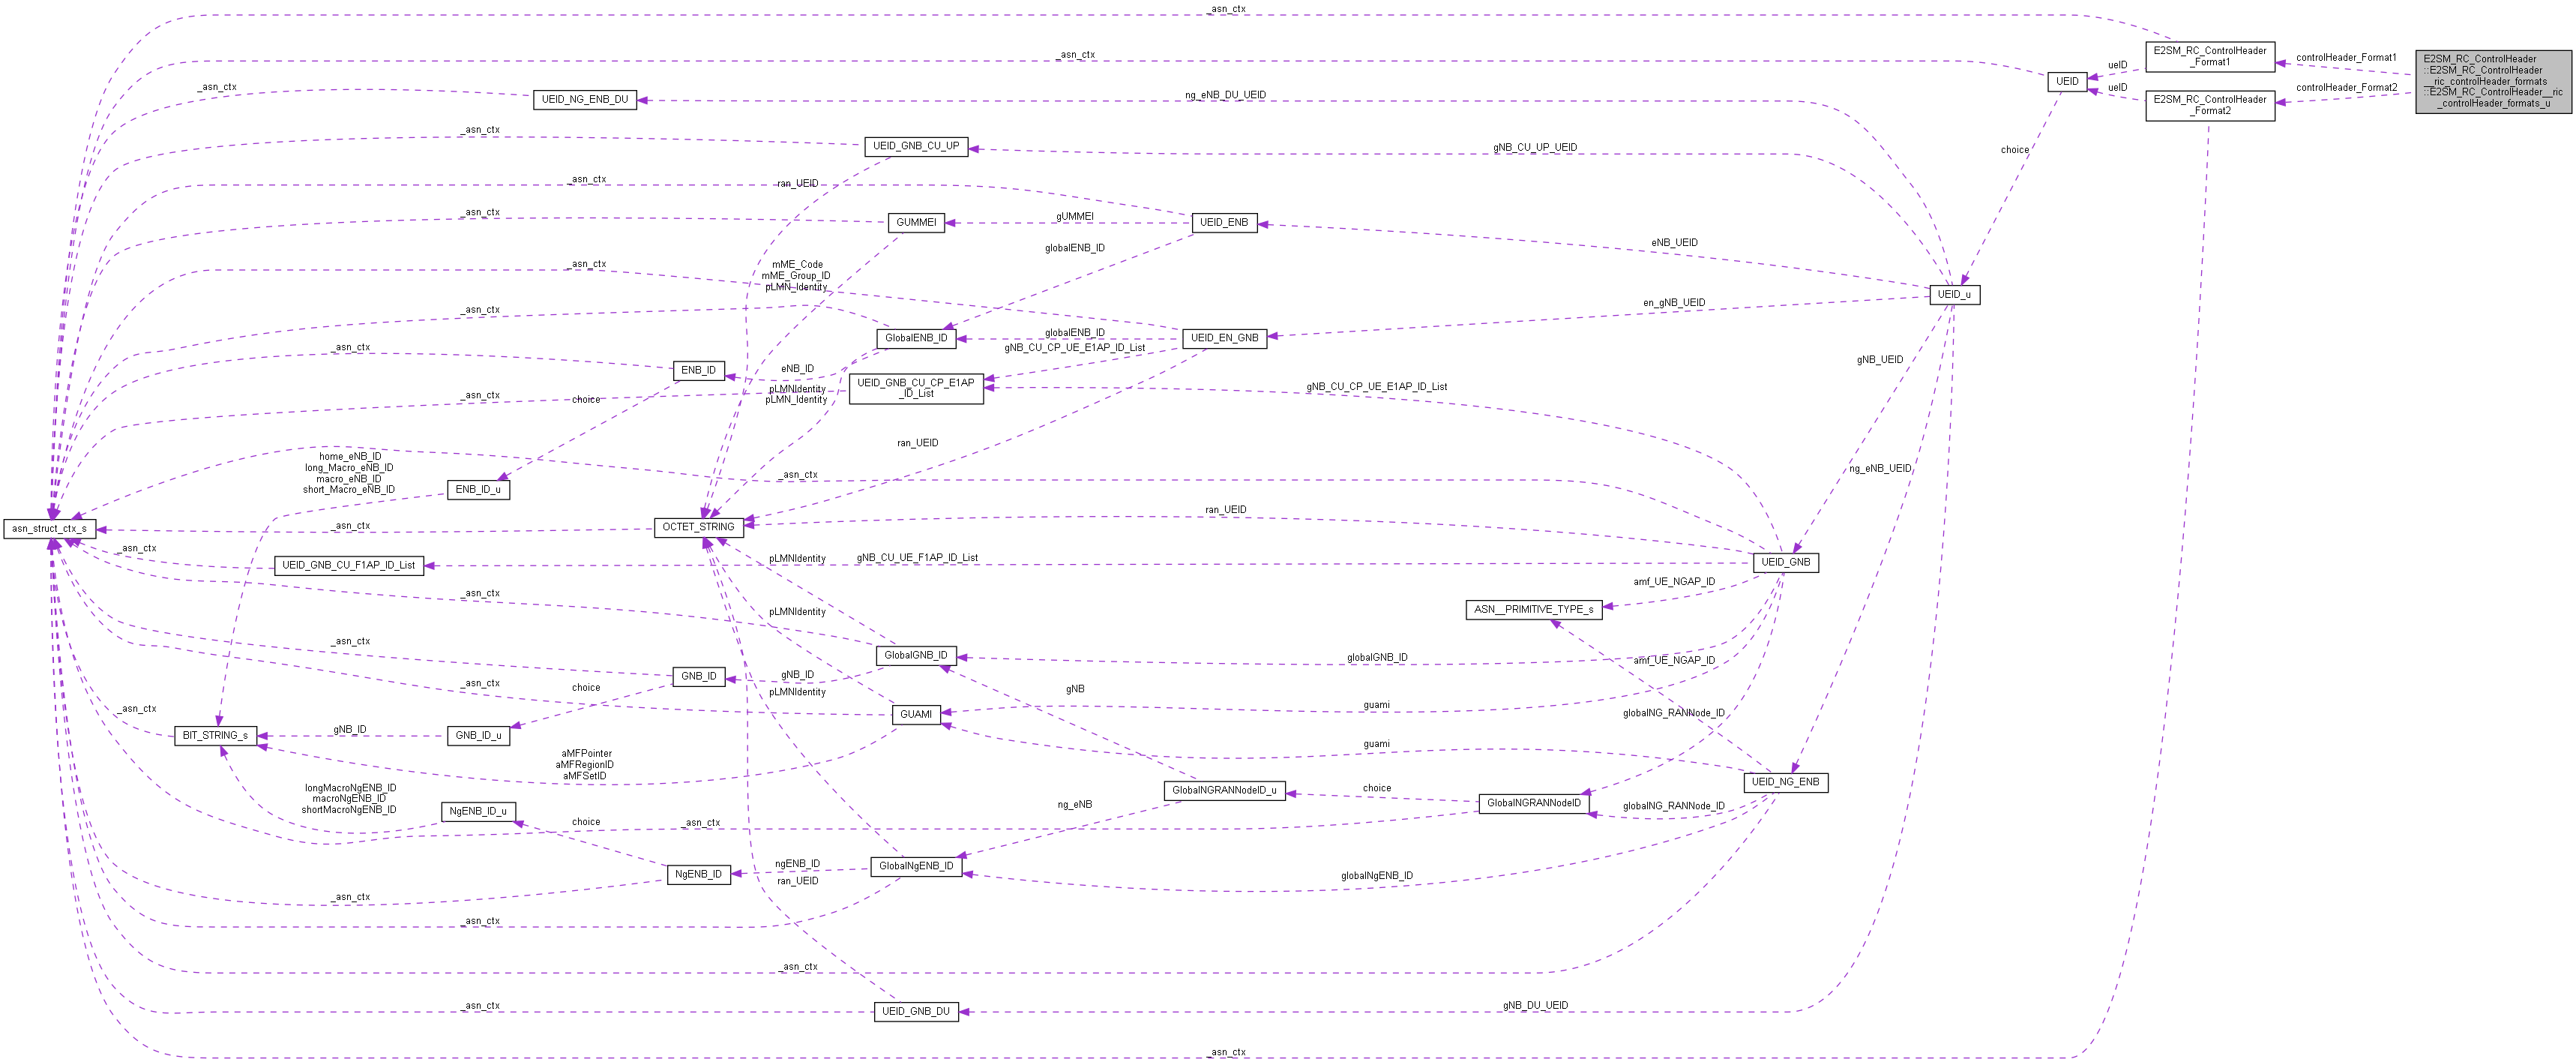 _asn_ctx
E2SM_RC_ControlHeader
_Format1
controlHeader_Format1
E2SM_RC_ControlHeader
::E2SM_RC_ControlHeader
__ric_controlHeader_formats
::E2SM_RC_ControlHeader__ric
_controlHeader_formats_u
_asn_ctx
ueID
UEID
ueID
controlHeader_Format2
E2SM_RC_ControlHeader
_Format2
_asn_ctx
UEID_NG_ENB_DU
ng_eNB_DU_UEID
_asn_ctx
UEID_GNB_CU_UP
gNB_CU_UP_UEID
choice
_asn_ctx
ran_UEID
_asn_ctx
GUMMEI
gUMMEI
UEID_ENB
eNB_UEID
globalENB_ID
_asn_ctx
mME_Code
mME_Group_ID
pLMN_Identity
UEID_u
_asn_ctx
en_gNB_UEID
GlobalENB_ID
globalENB_ID
UEID_EN_GNB
_asn_ctx
gNB_CU_CP_UE_E1AP_ID_List
gNB_UEID
ENB_ID
eNB_ID
UEID_GNB_CU_CP_E1AP
_ID_List
gNB_CU_CP_UE_E1AP_ID_List
_asn_ctx
choice
pLMNIdentity
pLMN_Identity
ran_UEID
home_eNB_ID
long_Macro_eNB_ID
macro_eNB_ID
short_Macro_eNB_ID
_asn_ctx
ng_eNB_UEID
ENB_ID_u
asn_struct_ctx_s
_asn_ctx
OCTET_STRING
ran_UEID
_asn_ctx
UEID_GNB_CU_F1AP_ID_List
pLMNIdentity
gNB_CU_UE_F1AP_ID_List
UEID_GNB
_asn_ctx
amf_UE_NGAP_ID
ASN__PRIMITIVE_TYPE_s
pLMNIdentity
_asn_ctx
GlobalGNB_ID
globalGNB_ID
amf_UE_NGAP_ID
GNB_ID
gNB_ID
_asn_ctx
choice
pLMNIdentity
gNB
guami
globalNG_RANNode_ID
_asn_ctx
BIT_STRING_s
gNB_ID
GNB_ID_u
GUAMI
guami
aMFPointer
aMFRegionID
aMFSetID
UEID_NG_ENB
longMacroNgENB_ID
macroNgENB_ID
shortMacroNgENB_ID
NgENB_ID_u
choice
_asn_ctx
ng_eNB
GlobalNGRANNodeID_u
choice
GlobalNGRANNodeID
globalNG_RANNode_ID
NgENB_ID
ngENB_ID
GlobalNgENB_ID
globalNgENB_ID
ran_UEID
_asn_ctx
_asn_ctx
_asn_ctx
_asn_ctx
UEID_GNB_DU
gNB_DU_UEID
_asn_ctx